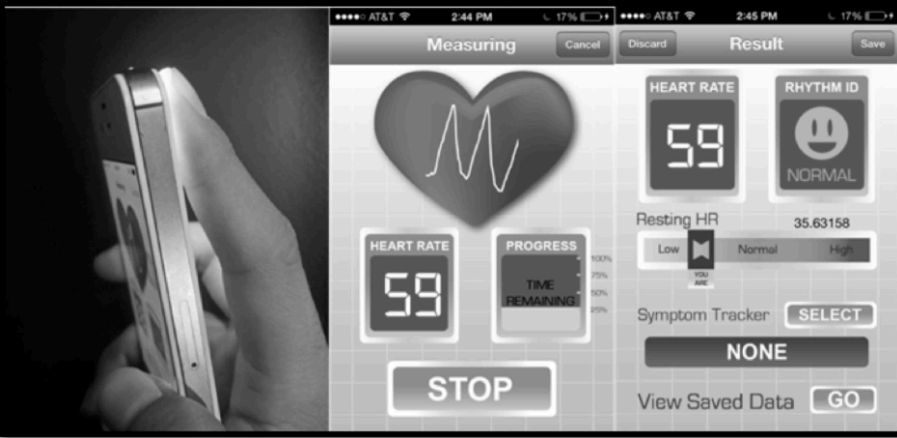 AT&T 2:44 PM 17%
Measuring Cancel
HEART RATE
59
PROGRESS
TIME
REMAINING
100%
75%
50%
25%
STOP
AT&T 2:45 PM 17%
Discard Result Save
HEART RATE
59
RHYTHM ID
NORMAL
Resting HR 35.63158
Low Normal High
YOU
ARE
Symptom Tracker SELECT
NONE
View Saved Data GO